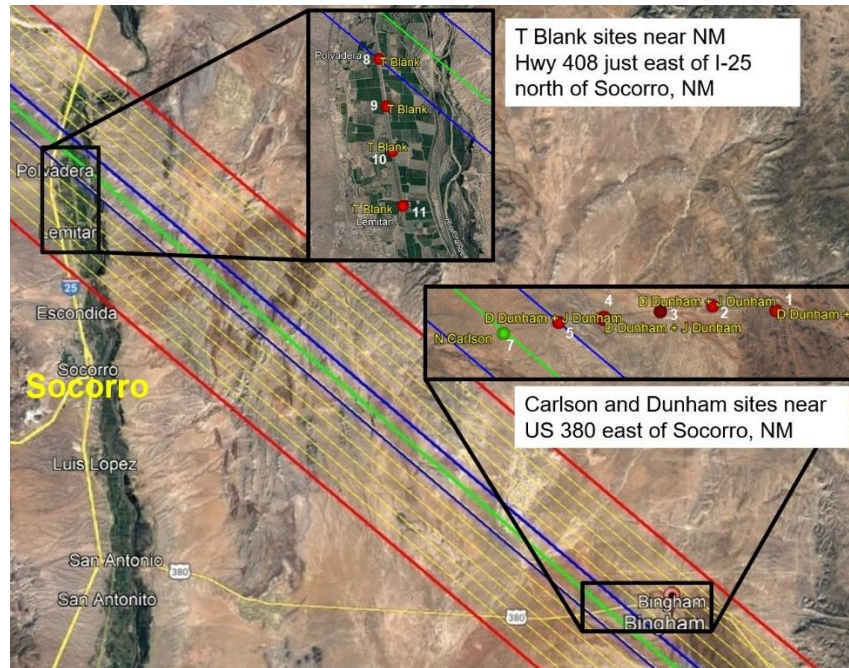 T Blank sites near NM
Hwy 408 just east of I-25
north of Socorro, NM
Polvadera
8
T Blank
9
T Blank
T Blank
10
T Blank
11
Lemitar
Rio Grande
Polvadera
Lemitar
25
Escondida
Socorro
Socorro
Luis Lopez
San Antonio
380
San Antonito
380
Bingham
Bingham
4
D Dunham + J Dunham
1
D Dunham + J Dunham
3
2
D Dunham +
5
D Dunham + J Dunham
N Carlson
7
Carlson and Dunham sites near
US 380 east of Socorro, NM